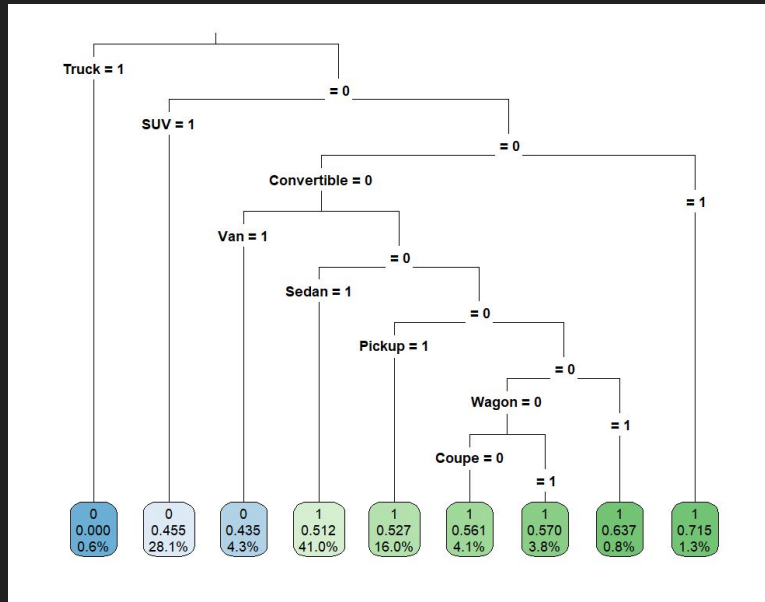 Truck = 1
= 0
SUV = 1
= 0
Convertible = 0
= 1
Van = 1
= 0
Sedan = 1
= 0
Pickup = 1
= 0
Wagon = 0
= 1
Coupe = 0
= 1
0 0 0 1 1 1 1 1 1
0.000 0.455 0.435 0.512 0.527 0.561 0.570 0.637 0.715
0.6% 28.1% 4.3% 41.0% 16.0% 4.1% 3.8% 0.8% 1.3%